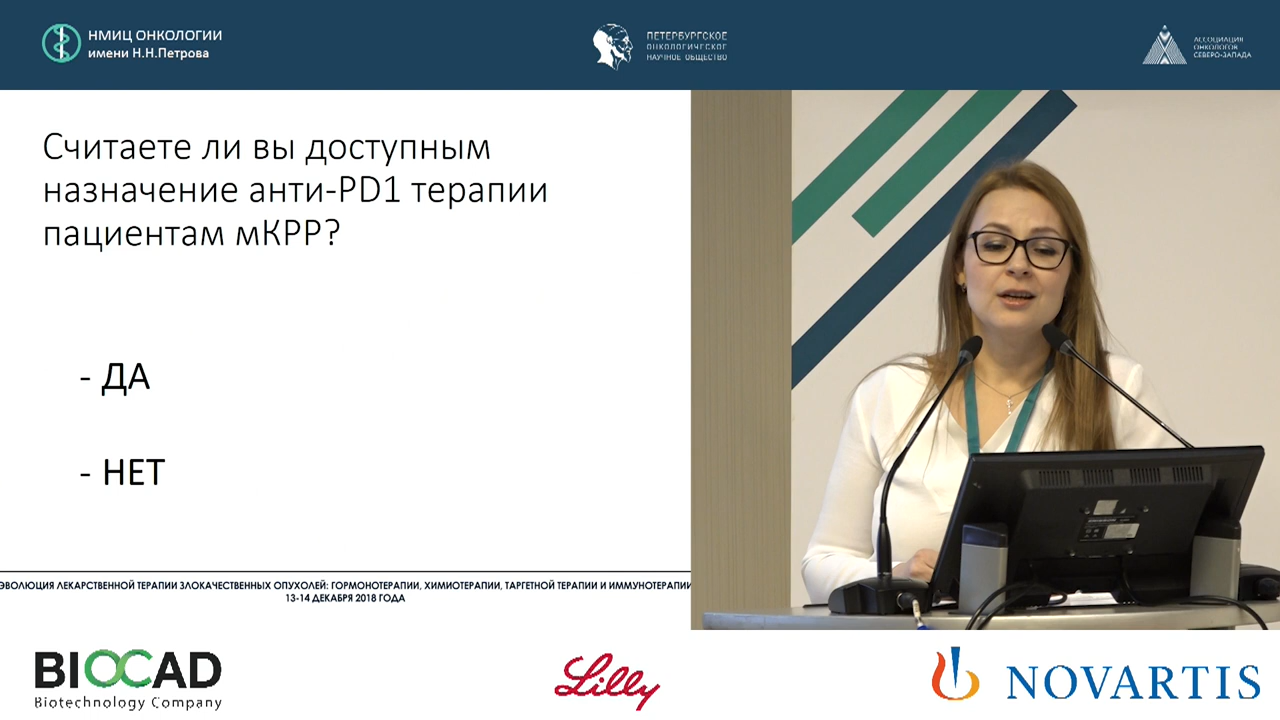 НМИЦ ОНКОЛОГИИ
имени Н.Н.Петрова
ПЕТЕРБУРГСКОЕ
ОНКОЛОГИЧЕСКОЕ
НАУЧНОЕ ОБЩЕСТВО
АССОЦИАЦИЯ
ОНКОЛОГОВ
СЕВЕРО-ЗАПАДА
Считаете ли вы доступным
назначение анти-PD1 терапии
пациентам мКРР?
- ДА
- НЕТ
ЭВОЛЮЦИЯ ЛЕКАРСТВЕННОЙ ТЕРАПИИ ЗЛОКАЧЕСТВЕННЫХ ОПУХОЛЕЙ: ГОРМОНОТЕРАПИИ, ХИМИОТЕРАПИИ, ТАРГЕТНОЙ ТЕРАПИИ И ИММУНОТЕРАПИИ
13-14 ДЕКАБРЯ 2018 ГОДА
BIOCAD
Biotechnology Company
Lilly
NOVARTIS